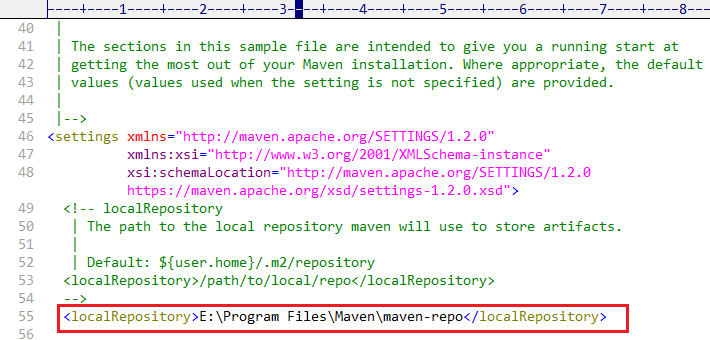 ----+----1----+----2----+----3----+----4----+----5----+----6----+----7----+----8--
40 |
41 | The sections in this sample file are intended to give you a running start at
42 | getting the most out of your Maven installation. Where appropriate, the default
43 | values (values used when the setting is not specified) are provided.
44 |
45 |-->
46 <settings xmlns="http://maven.apache.org/SETTINGS/1.2.0"
47 xmlns:xsi="http://www.w3.org/2001/XMLSchema-instance"
48 xsi:schemaLocation="http://maven.apache.org/SETTINGS/1.2.0
https://maven.apache.org/xsd/settings-1.2.0.xsd">
49 <!-- localRepository
50 | The path to the local repository maven will use to store artifacts.
51 |
52 | Default: ${user.home}/.m2/repository
53 <localRepository>/path/to/local/repo</localRepository>
54 -->
55 <localRepository>E:\Program Files\Maven\maven-repo</localRepository>
56